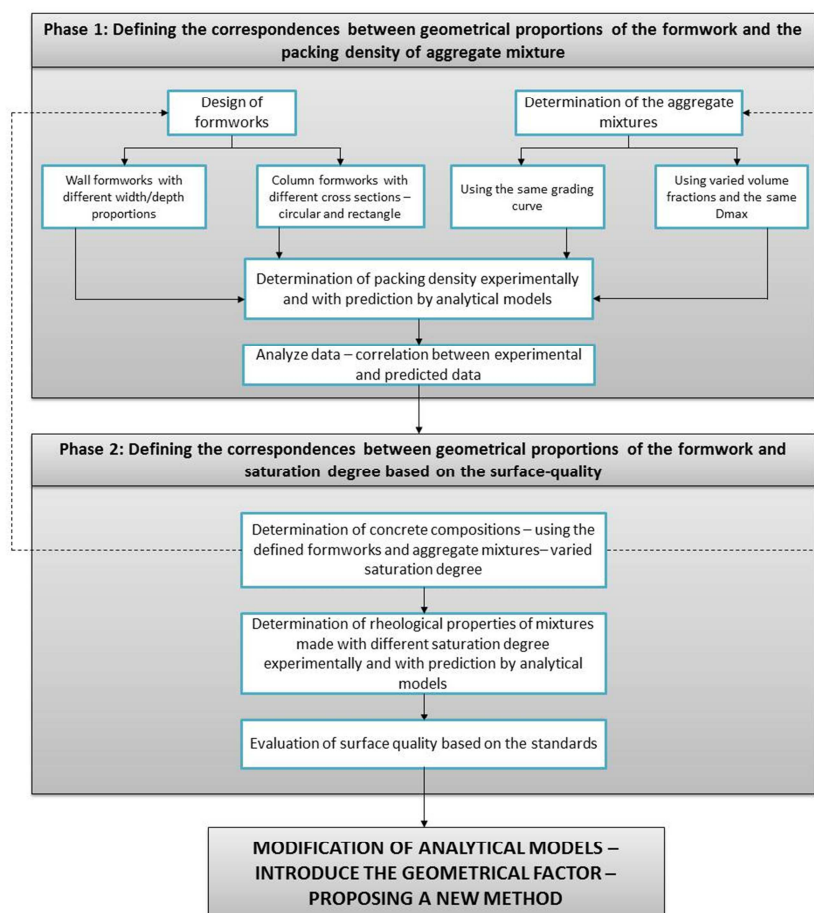 Phase 1: Defining the correspondences between geometrical proportions of the formwork and the
packing density of aggregate mixture
Design of
formworks
Determination of the aggregate
mixtures
Wall formworks with
different width/depth
proportions
Column formworks with
different cross sections –
circular and rectangle
Using the same grading
curve
Using varied volume
fractions and the same
Dmax
Determination of packing density experimentally
and with prediction by analytical models
Analyze data – correlation between experimental
and predicted data
Phase 2: Defining the correspondences between geometrical proportions of the formwork and
saturation degree based on the surface-quality
Determination of concrete compositions – using the
defined formworks and aggregate mixtures– varied
saturation degree
Determination of rheological properties of mixtures
made with different saturation degree
experimentally and with prediction by analytical
models
Evaluation of surface quality based on the standards
MODIFICATION OF ANALYTICAL MODELS –
INTRODUCE THE GEOMETRICAL FACTOR –
PROPOSING A NEW METHOD